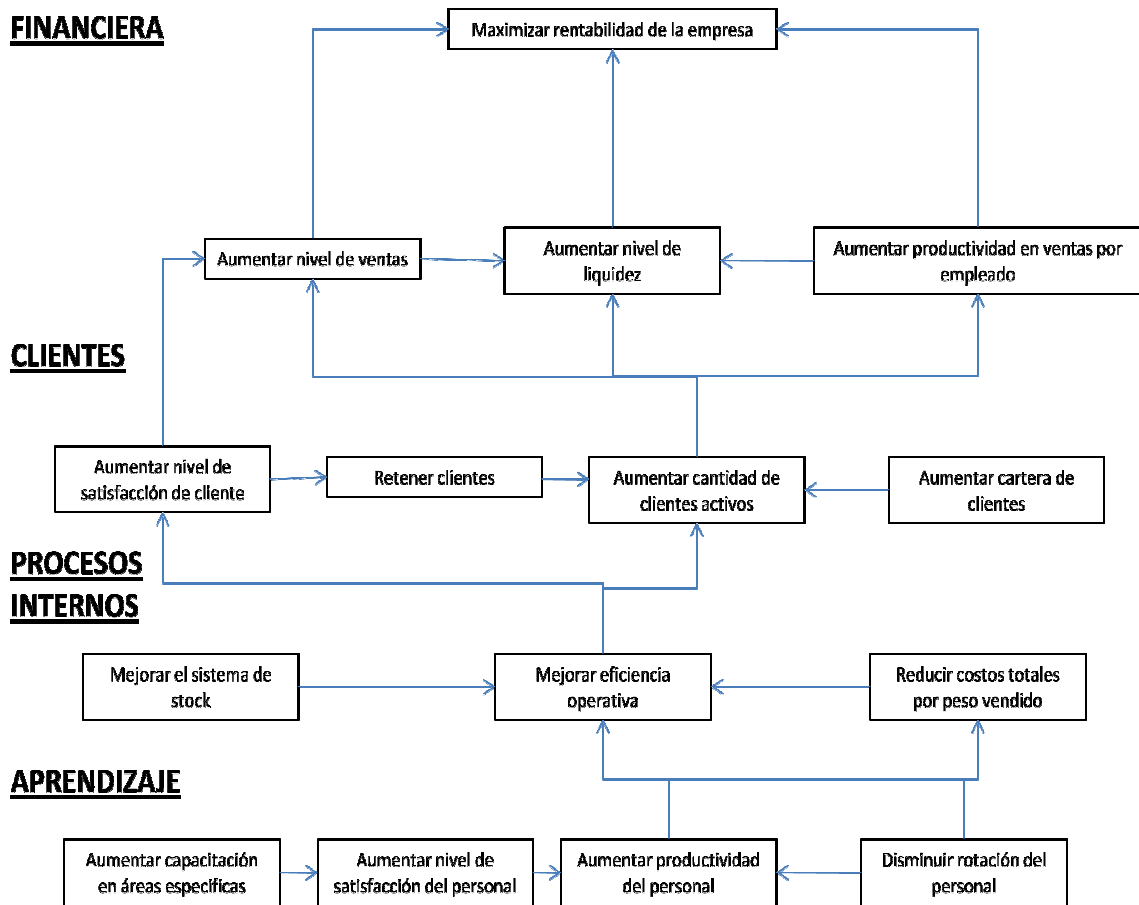 FINANCIERA
Maximizar rentabilidad de la empresa
Aumentar nivel de ventas
Aumentar nivel de
liquidez
Aumentar productividad en ventas por
empleado
CLIENTES
Aumentar nivel de
satisfacción de cliente
Retener clientes
Aumentar cantidad de
clientes activos
Aumentar cartera de
clientes
PROCESOS
INTERNOS
Mejorar el sistema de
stock
Mejorar eficiencia
operativa
Reducir costos totales
por peso vendido
APRENDIZAJE
Aumentar capacitación
en áreas específicas
Aumentar nivel de
satisfacción del personal
Aumentar productividad
del personal
Disminuir rotación del
personal